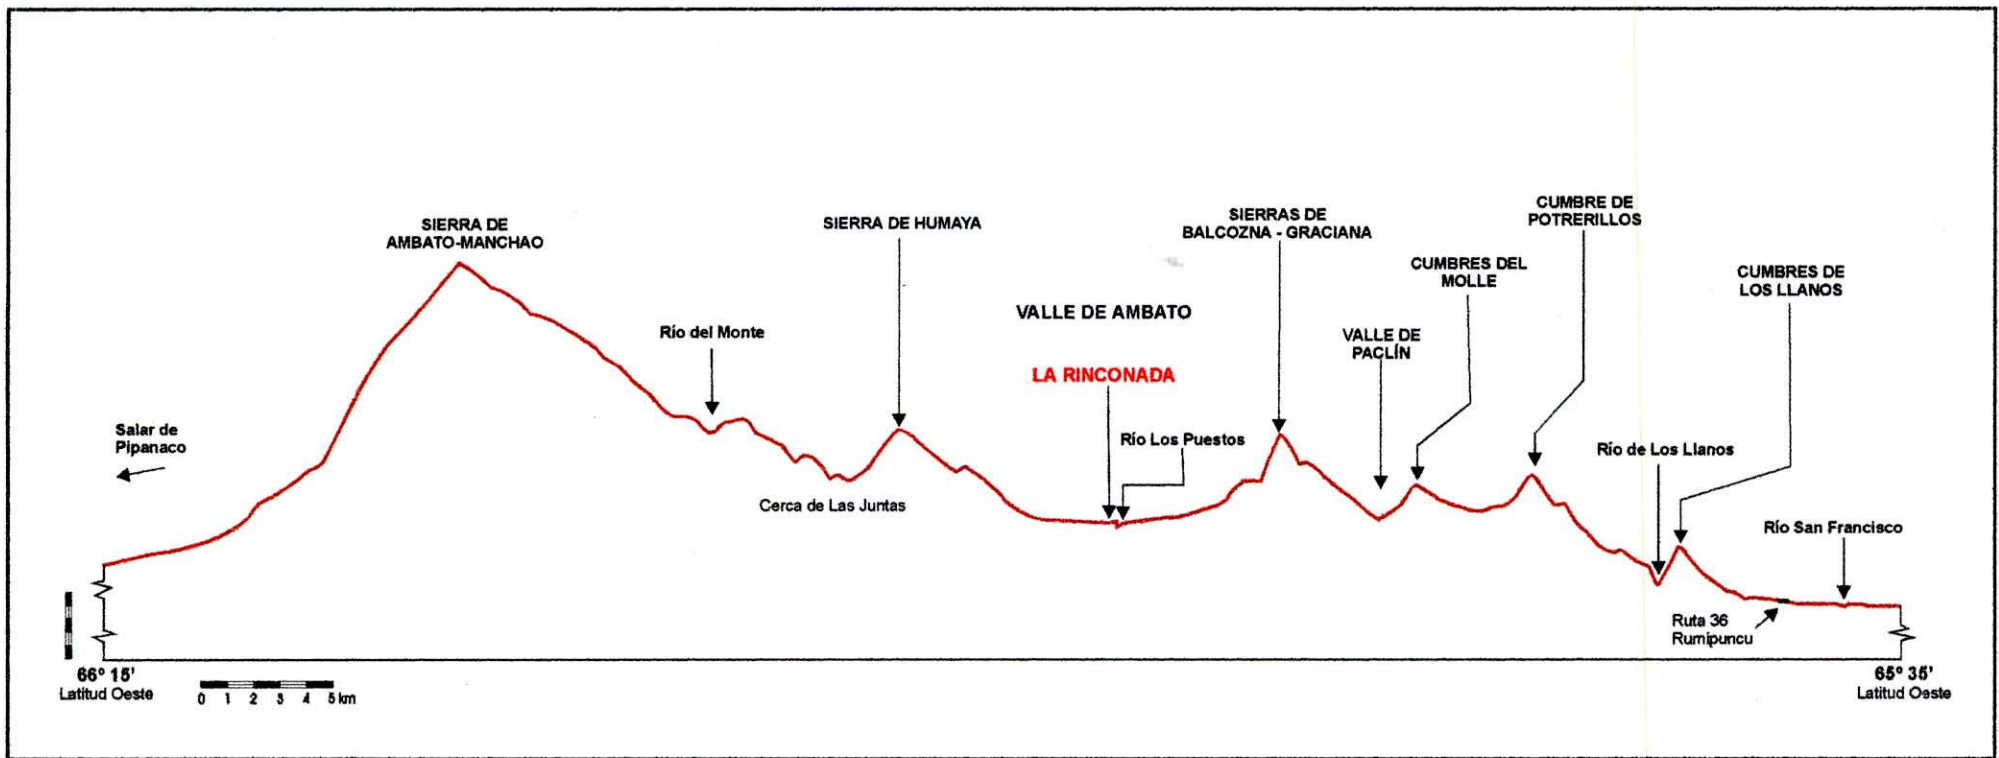 SIERRA DE
AMBATO-MANCHAO
SIERRA DE HUMAYA
SIERRAS DE
BALCOZNA - GRACIANA
CUMBRE DE
POTRERILLOS
CUMBRES DEL
MOLLE
CUMBRES DE
LOS LLANOS
VALLE DE AMBATO
Río del Monte
VALLE DE
PACLÍN
LA RINCONADA
Salar de
Pipanaco
Río Los Puestos
Río de Los Llanos
Cerca de Las Juntas
Río San Francisco
Ruta 36
Rumipuncu
66° 15'
Latitud Oeste
0 1 2 3 4 5 km
65° 35'
Latitud Oeste